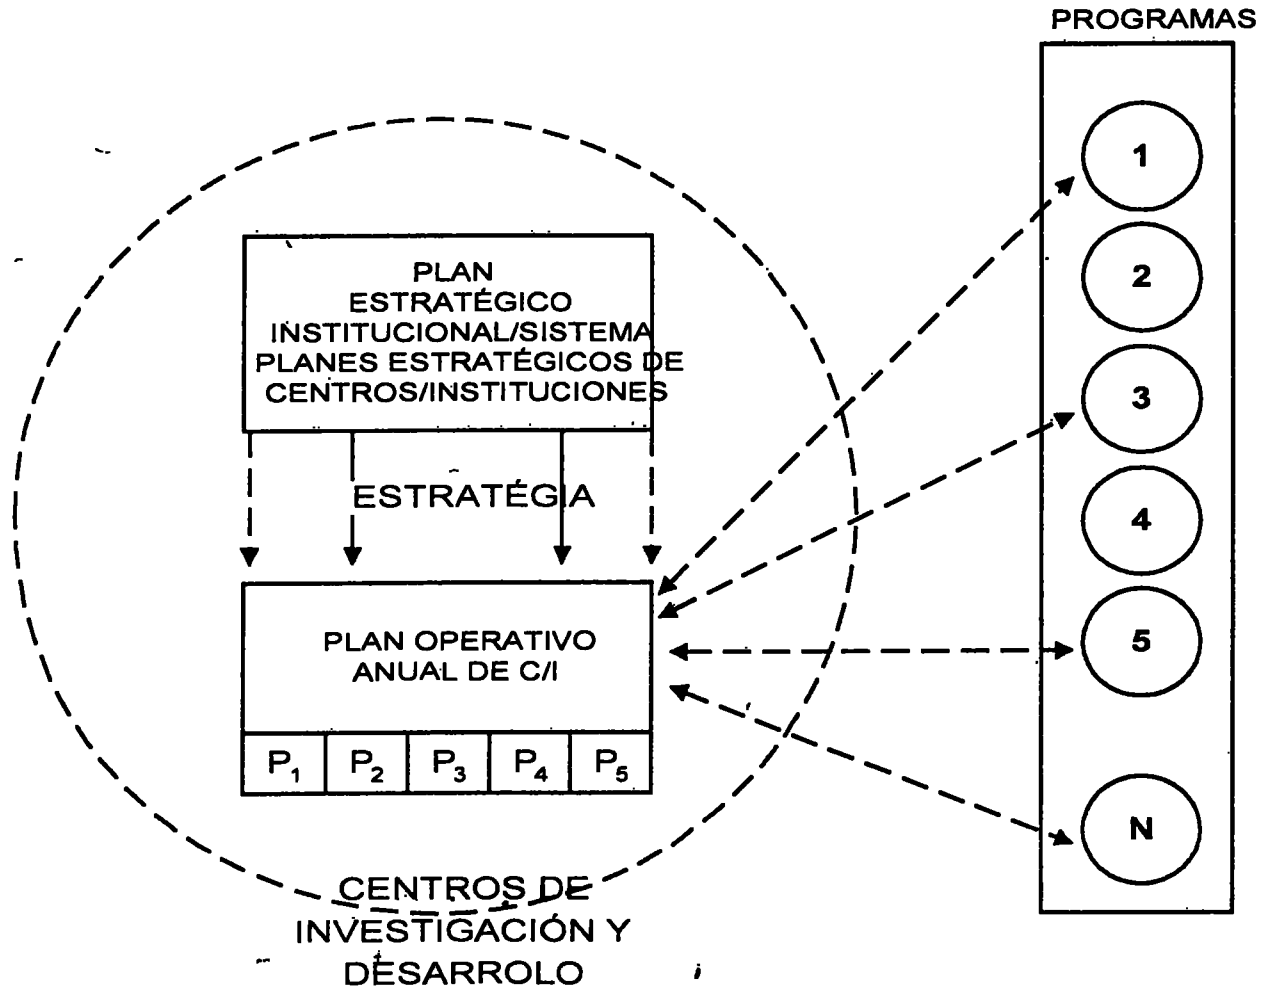 PROGRAMAS
1
2
3
4
5
N
PLAN
ESTRATÉGICO
INSTITUCIONAL/SISTEMA
PLANES ESTRATÉGICOS DE
CENTROS/INSTITUCIONES
ESTRATÉGIA
PLAN OPERATIVO
ANUAL DE C/I
P₁ P₂ P₃ P₄ P₅
CENTROS DE
INVESTIGACIÓN Y
DESARROLO